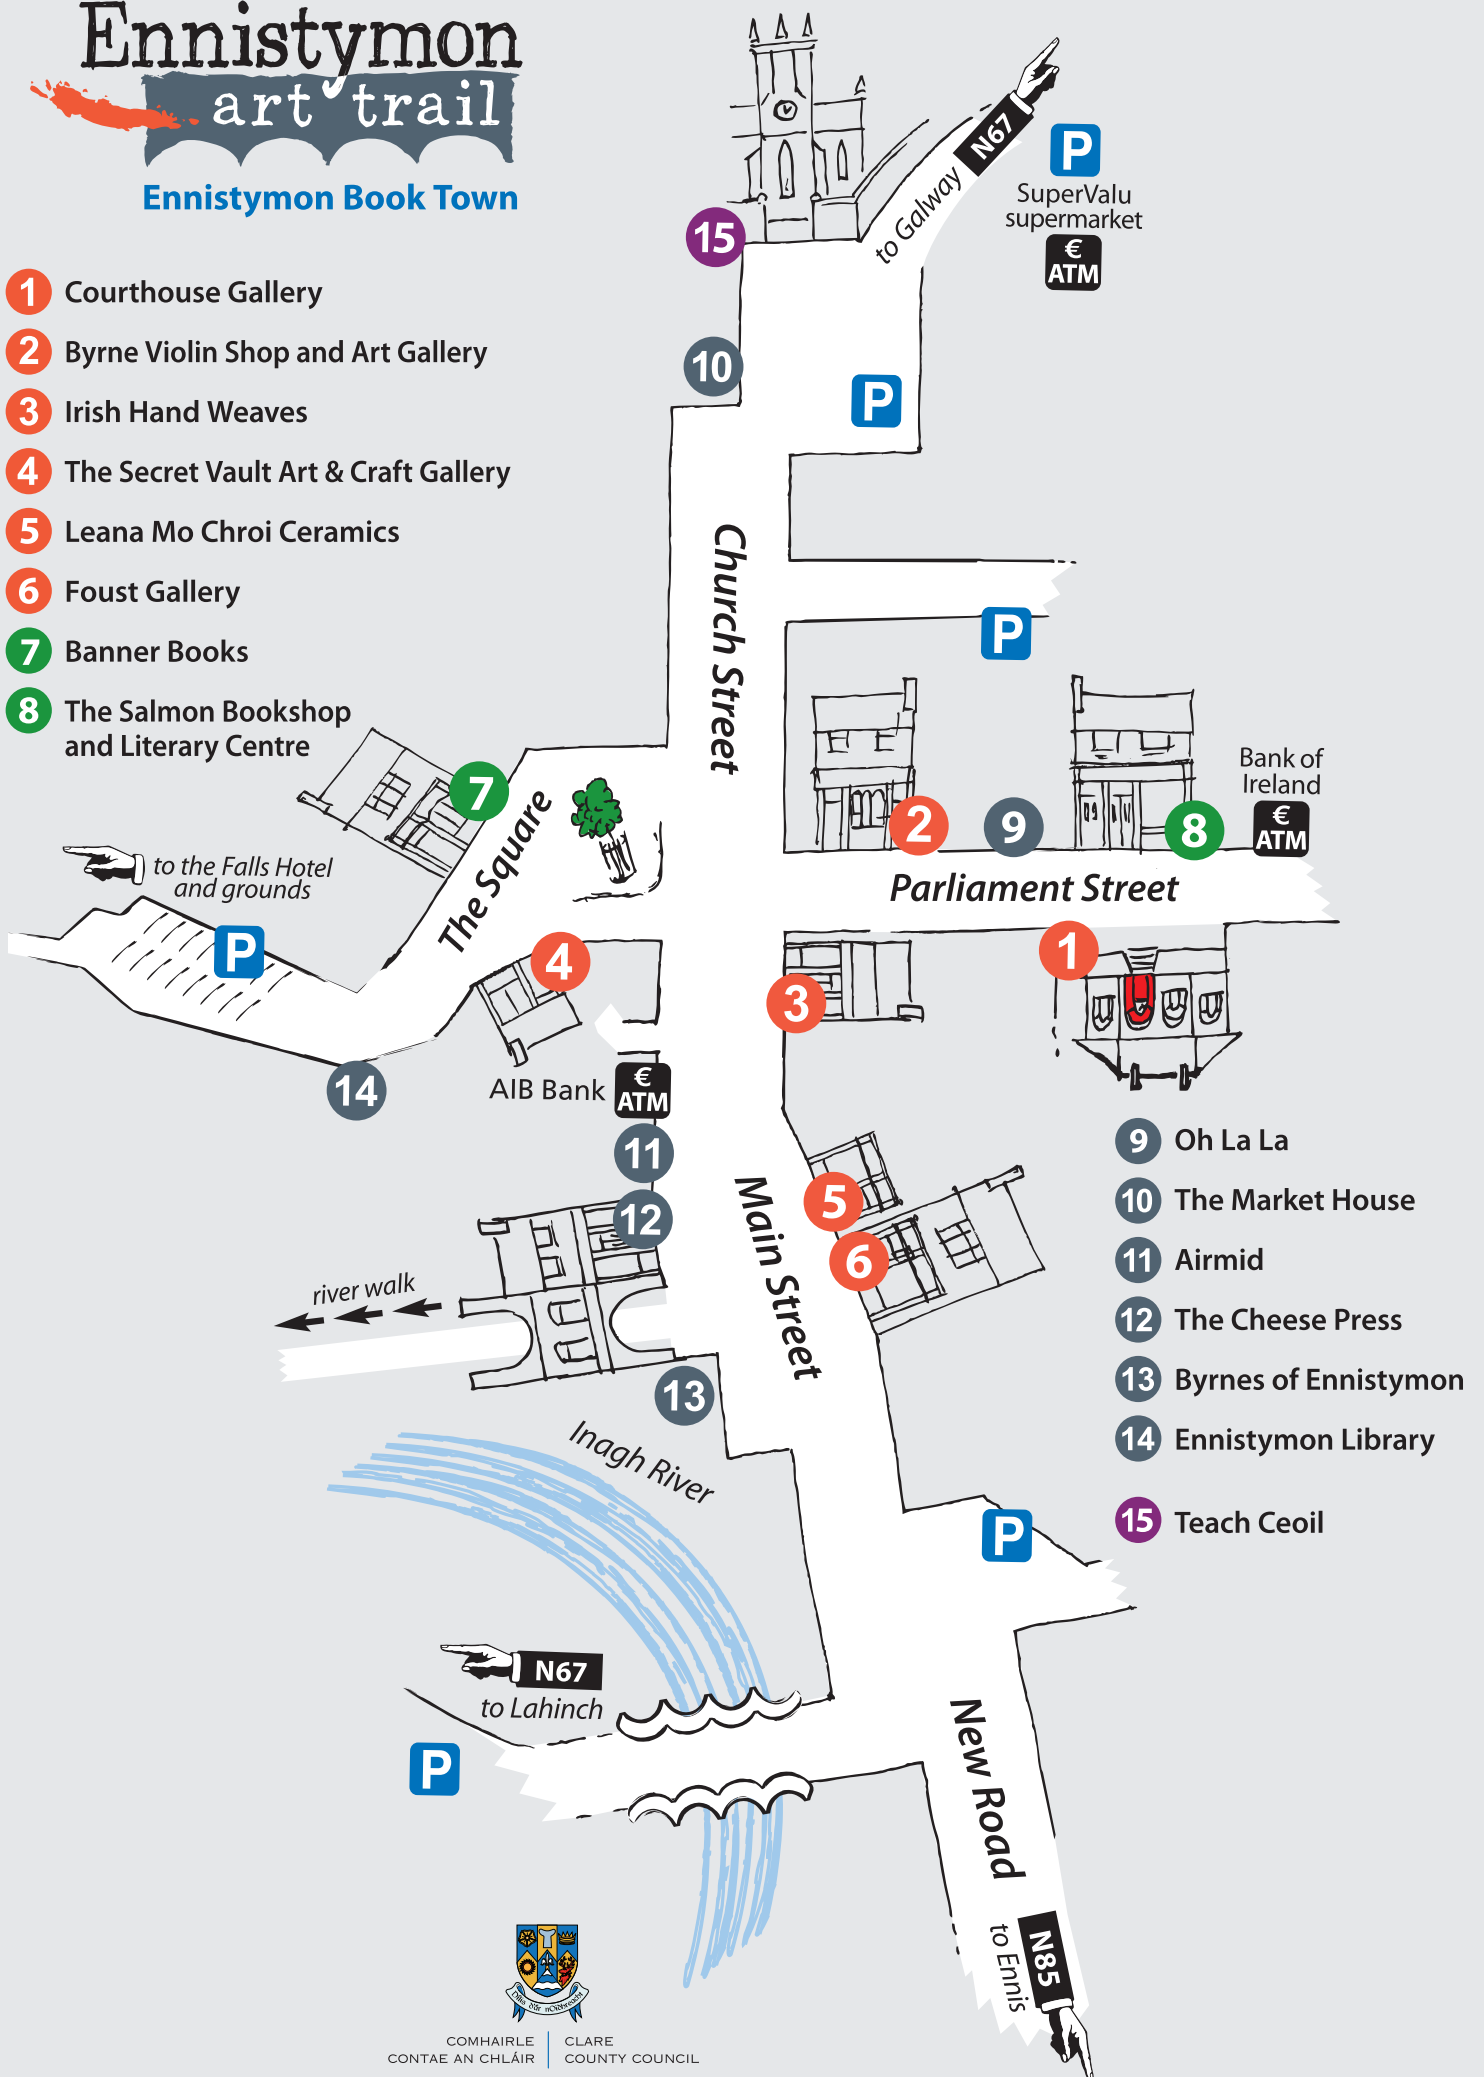 Ennistymon
art trail
Ennistymon Book Town
1 Courthouse Gallery
2 Byrne Violin Shop and Art Gallery
3 Irish Hand Weaves
4 The Secret Vault Art & Craft Gallery
5 Leana Mo Chroi Ceramics
6 Foust Gallery
7 Banner Books
8 The Salmon Bookshop
and Literary Centre
N67
to Galway
P
SuperValu
supermarket
€
ATM
15
10
P
Church Street
P
7
The Square
to the Falls Hotel
and grounds
P
2
9
8
Bank of
Ireland
€
ATM
Parliament Street
4
3
1
14
AIB Bank
€
ATM
11
12
5
6
Main Street
river walk
13
Inagh River
9 Oh La La
10 The Market House
11 Airmid
12 The Cheese Press
13 Byrnes of Ennistymon
14 Ennistymon Library
15 Teach Ceoil
P
N67
to Lahinch
P
New Road
N85
to Ennis
COMHAIRLE
CONTAE AN CHLÁIR
CLARE
COUNTY COUNCIL